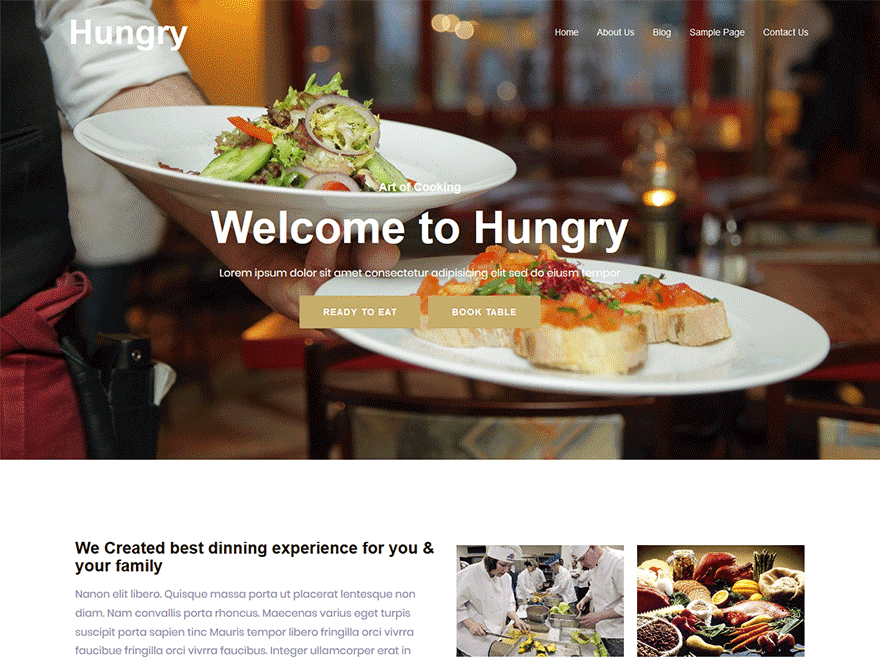 Hungry
Home About Us Blog Sample Page Contact Us
Art of Cooking
Welcome to Hungry
Lorem ipsum dolor sit amet consectetur adipisicing elit sed do eiusm tempor
READY TO EAT BOOK TABLE
We Created best dinning experience for you &
your family
Nanon elit libero. Quisque massa porta ut placerat lentesque non
diam. Nam convallis porta rhoncus. Maecenas varius eget turpis
suscipit porta sapien tinc Mauris tempor libero fringilla orci vivrra
faucibue fringilla orci vivrra faucibus. Integer ullamcorper erat in